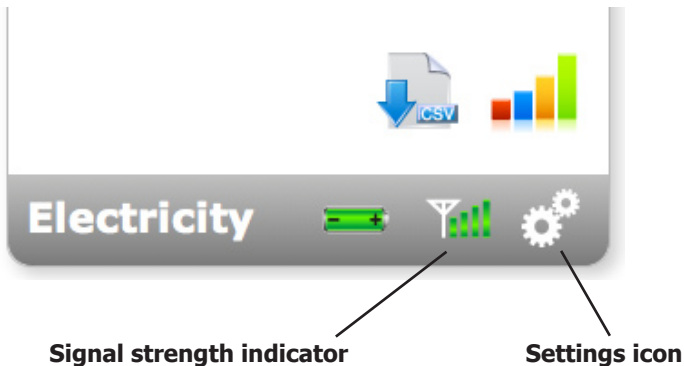 CSV
Electricity
Signal strength indicator
Settings icon